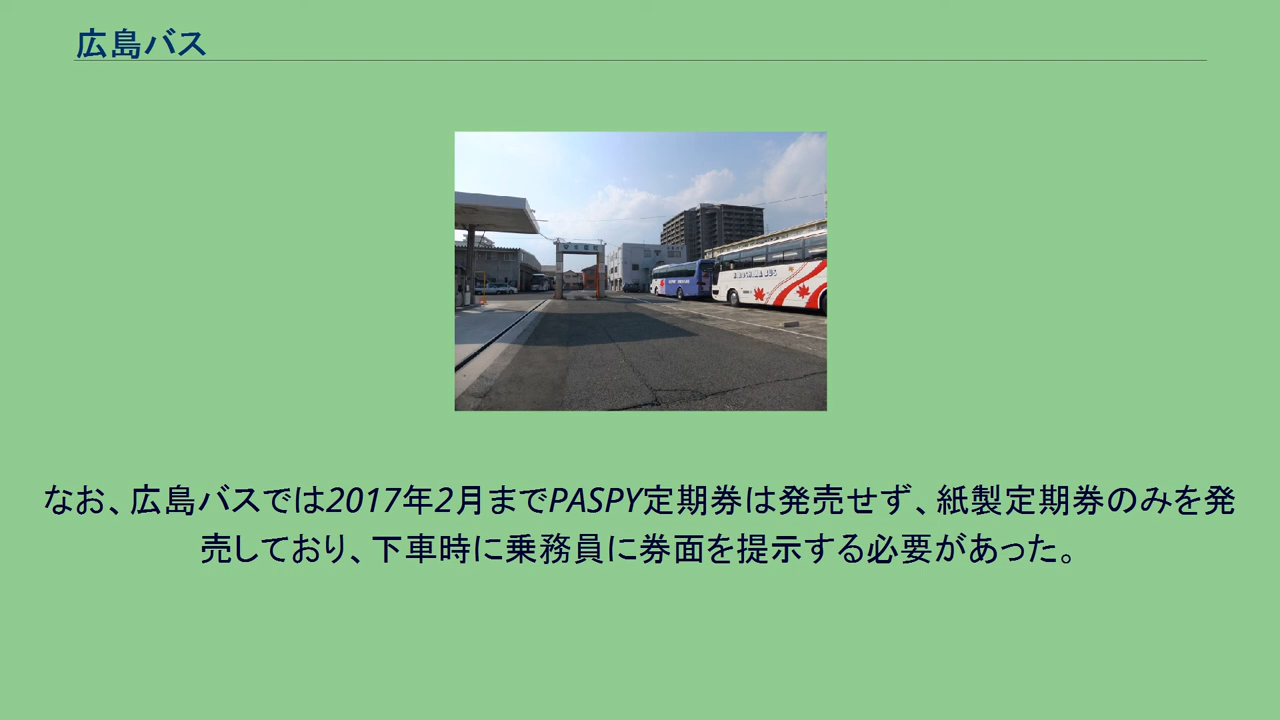 広島バス
HIROSHIMA BUS
なお、広島バスでは2017年2月までPASPY定期券は発売せず、紙製定期券のみを発
売しており、下車時に乗務員に券面を提示する必要があった。